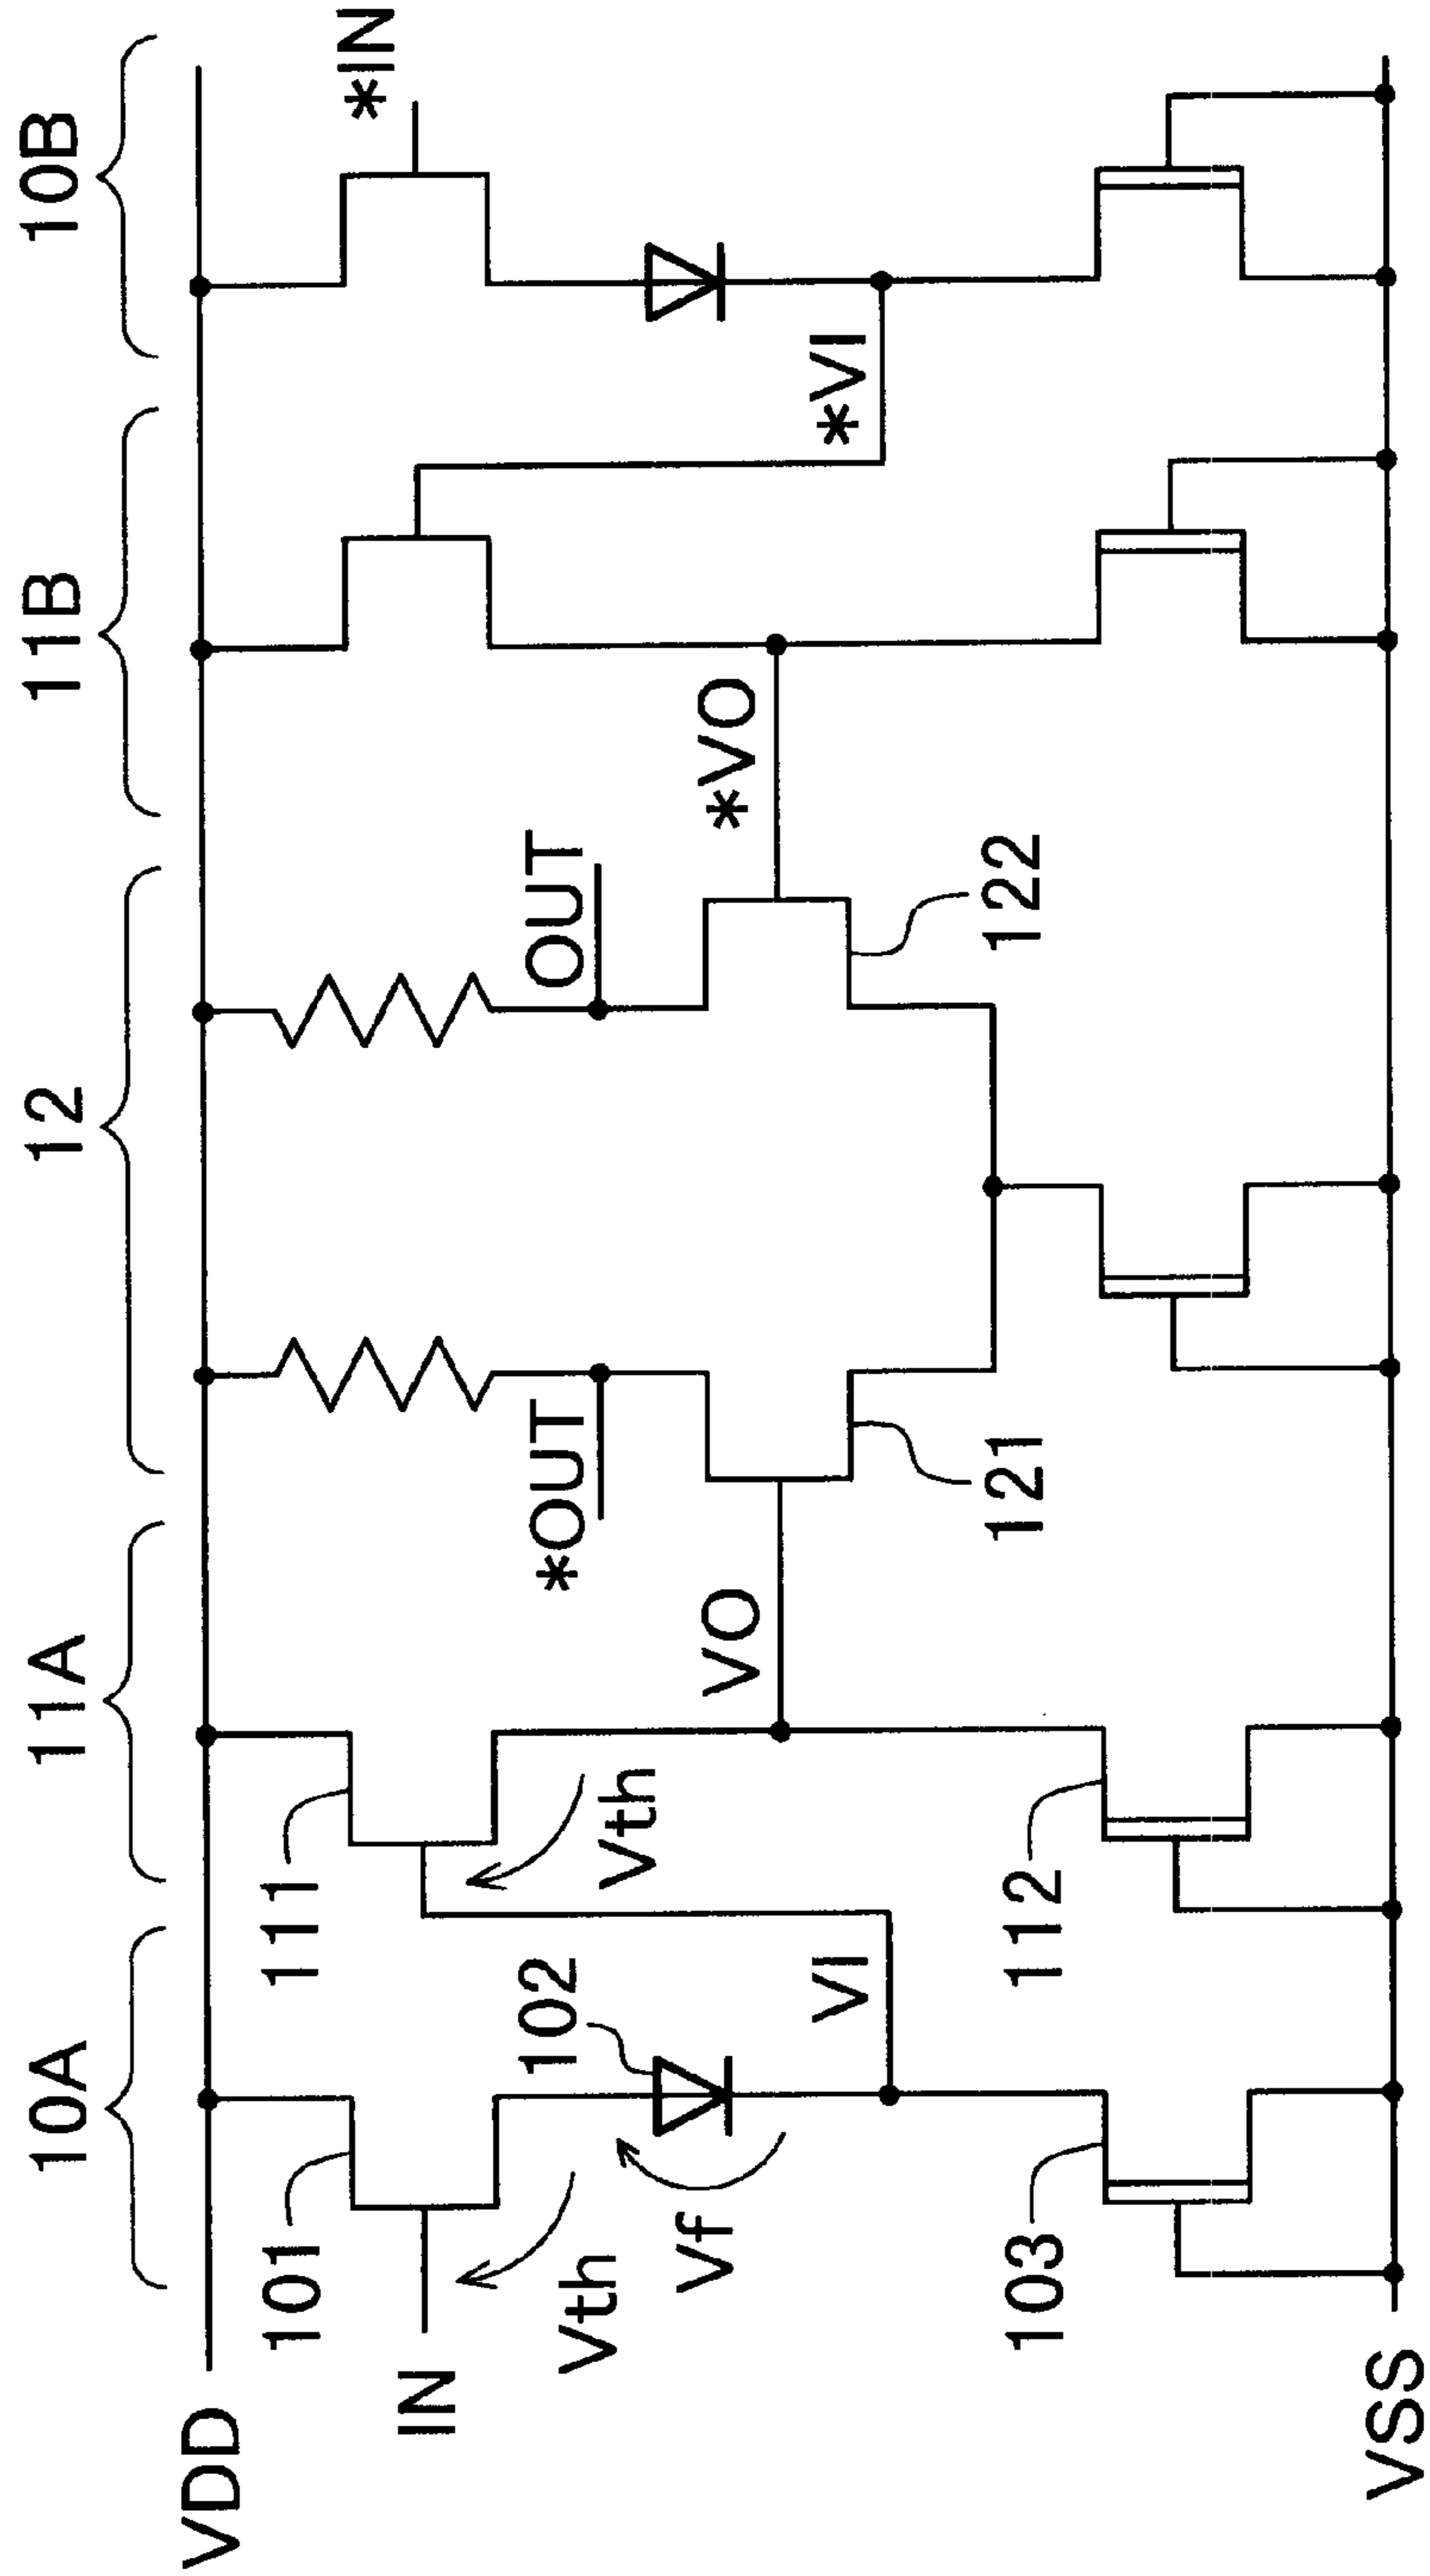 10A
11A
12
11B
10B
VDD
101
111
*IN
IN
Vth
Vf
102
Vth
*OUT
OUT
VI
VO
*VO
*VI
121
122
103
112
VSS